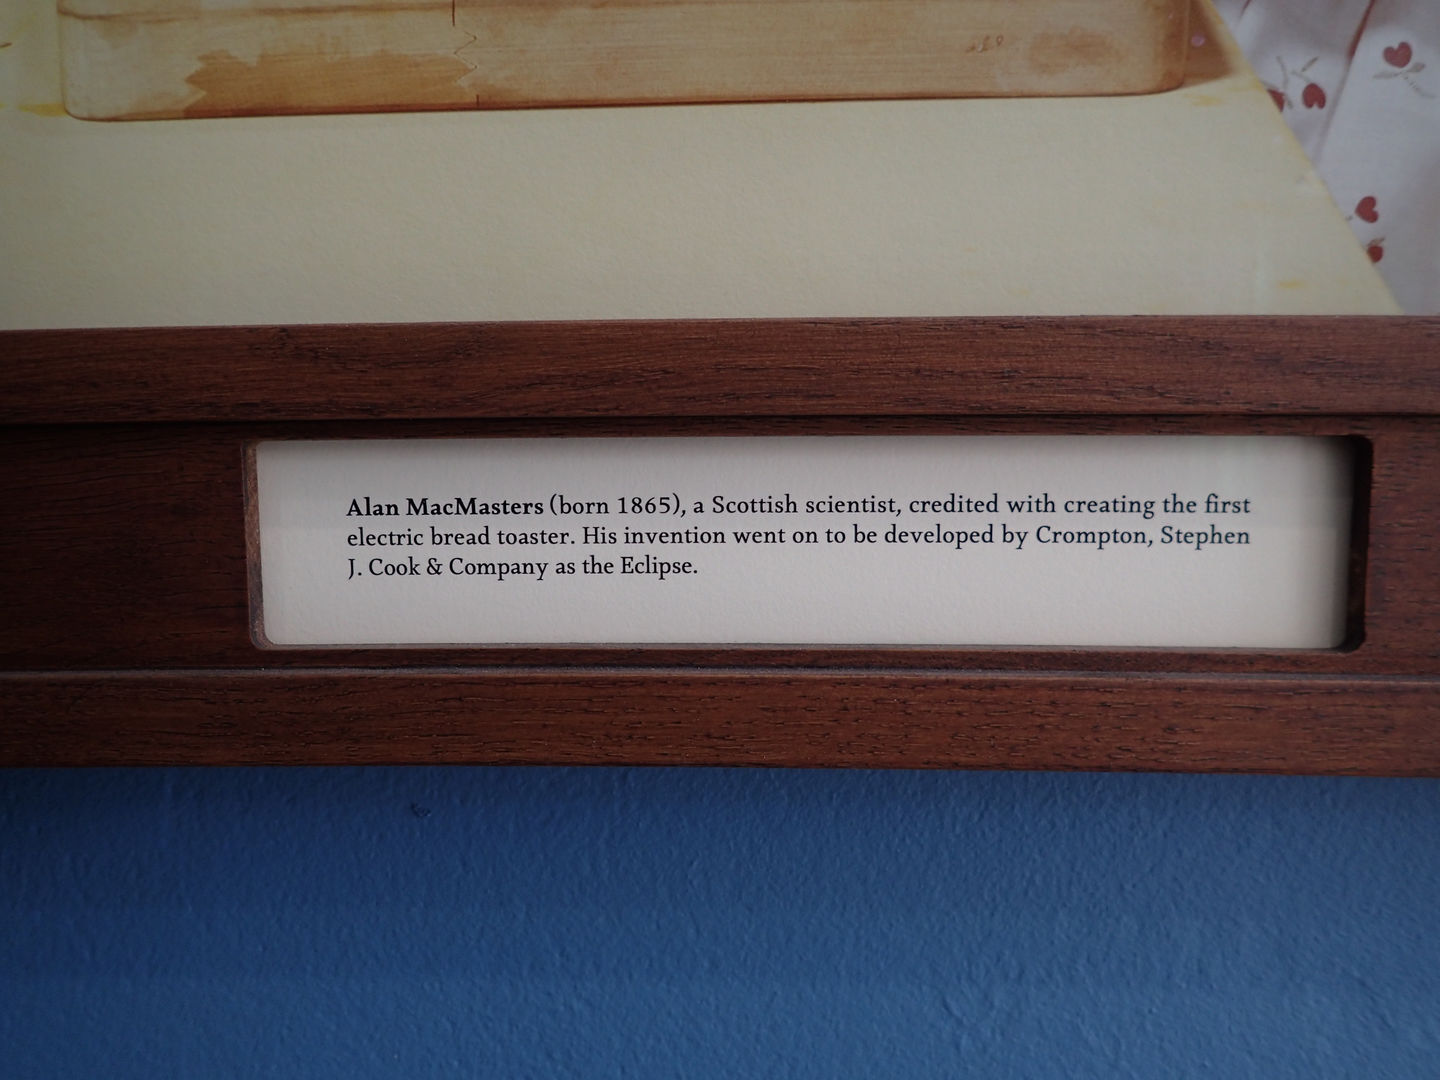 Alan MacMasters (born 1865), a Scottish scientist, credited with creating the first
electric bread toaster. His invention went on to be developed by Crompton, Stephen
J. Cook & Company as the Eclipse.